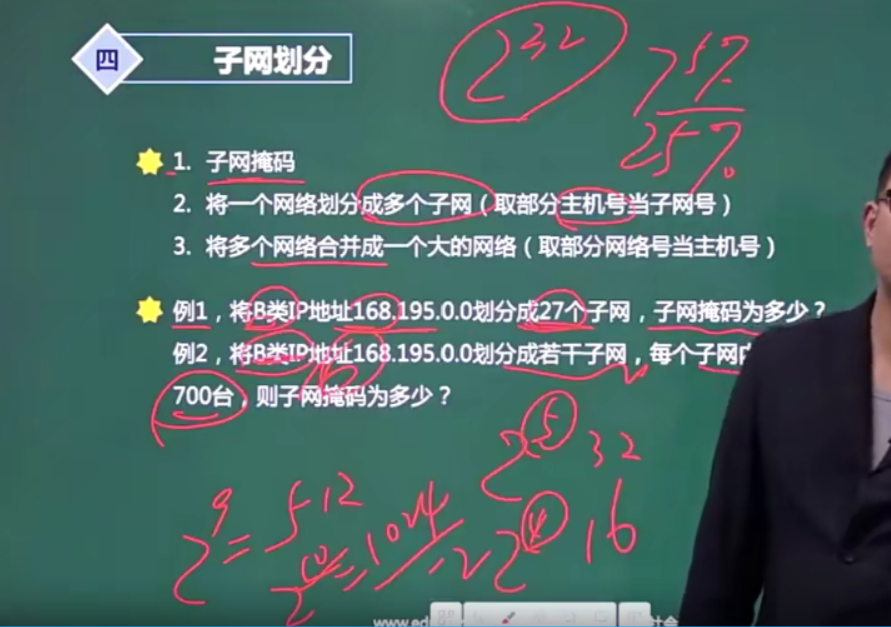 四 子网划分
2^32
75%
25%
1. 子网掩码
2. 将一个网络划分成多个子网（取部分主机号当子网号）
3. 将多个网络合并成一个大的网络（取部分网络号当主机号）
例1，将B类IP地址168.195.0.0划分成27个子网，子网掩码为多少？
例2，将B类IP地址168.195.0.0划分成若干子网，每个子网
700台，则子网掩码为多少？
2^5 32
2^9=512
2^10=1024-2
2^4 16
www.ed